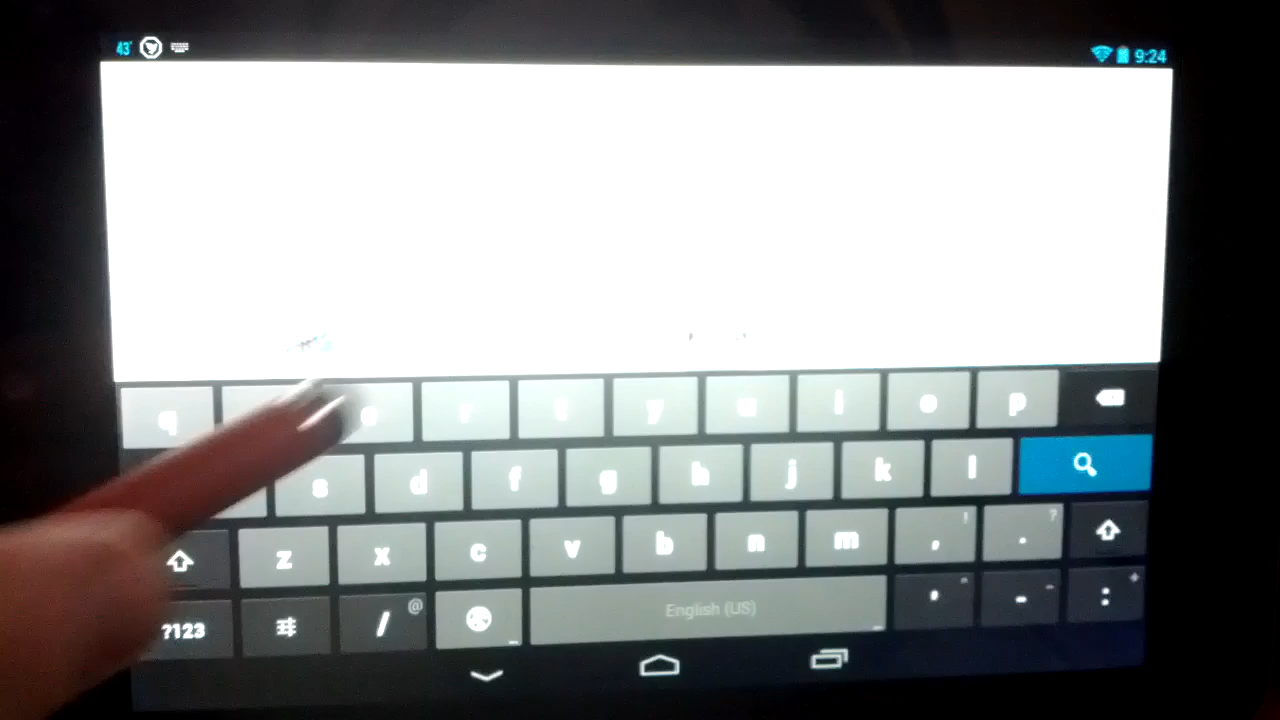 43°
9:24
q e r y u i o p
s d f g h j k l
z x c v b n m , ! . ?
?123 / @ English (US) ' " - _ : +